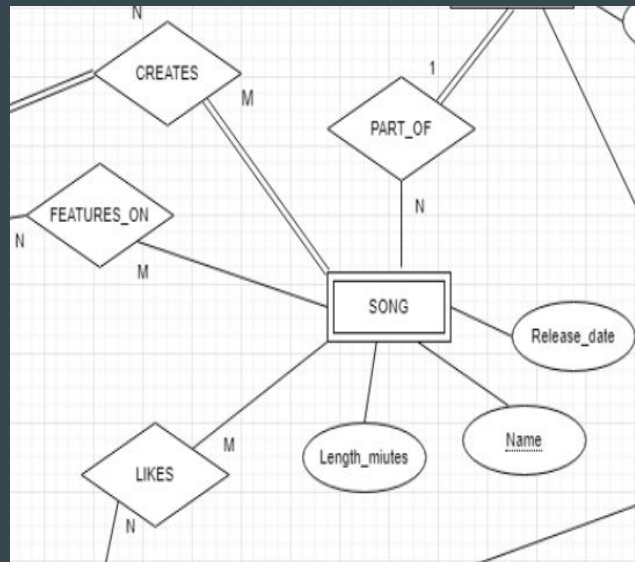 N
CREATES
M
1
PART_OF
N
FEATURES_ON
N
M
SONG
Release_date
Name
Length_miutes
M
LIKES
N